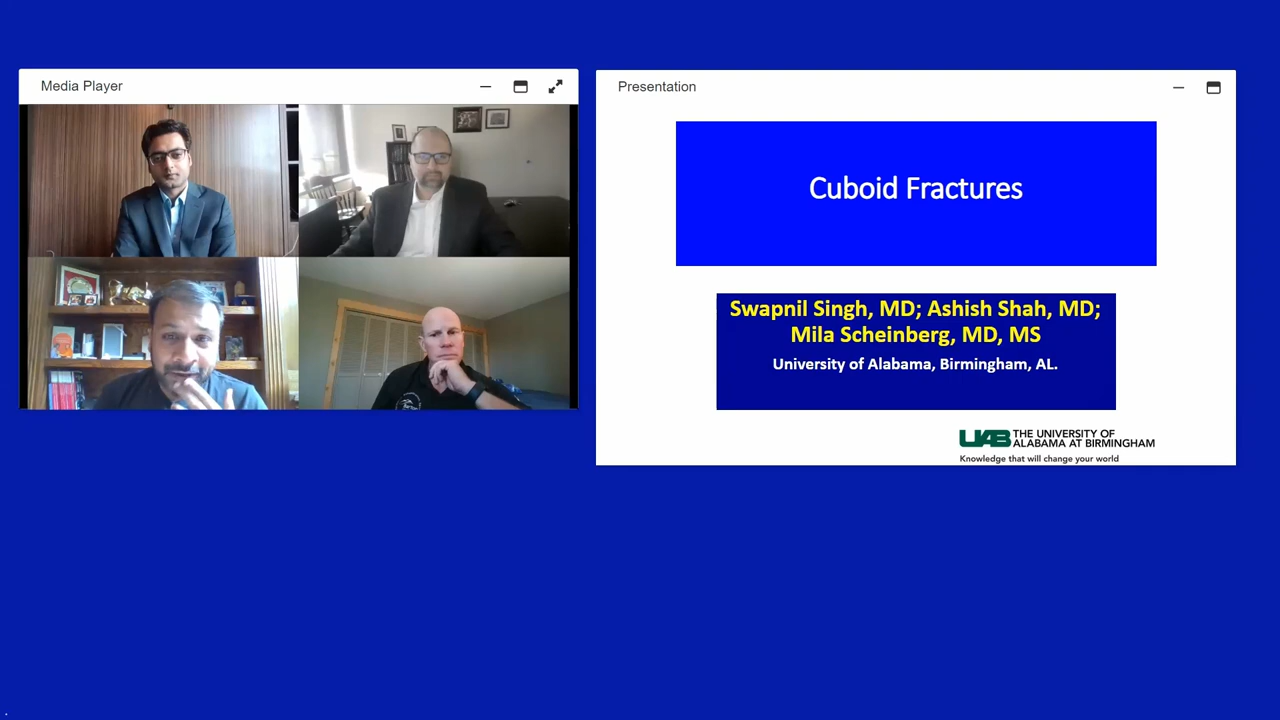 Media Player
Presentation
Cuboid Fractures
Swapnil Singh, MD; Ashish Shah, MD;
Mila Scheinberg, MD, MS
University of Alabama, Birmingham, AL.
UAB THE UNIVERSITY OF
ALABAMA AT BIRMINGHAM
Knowledge that will change your world